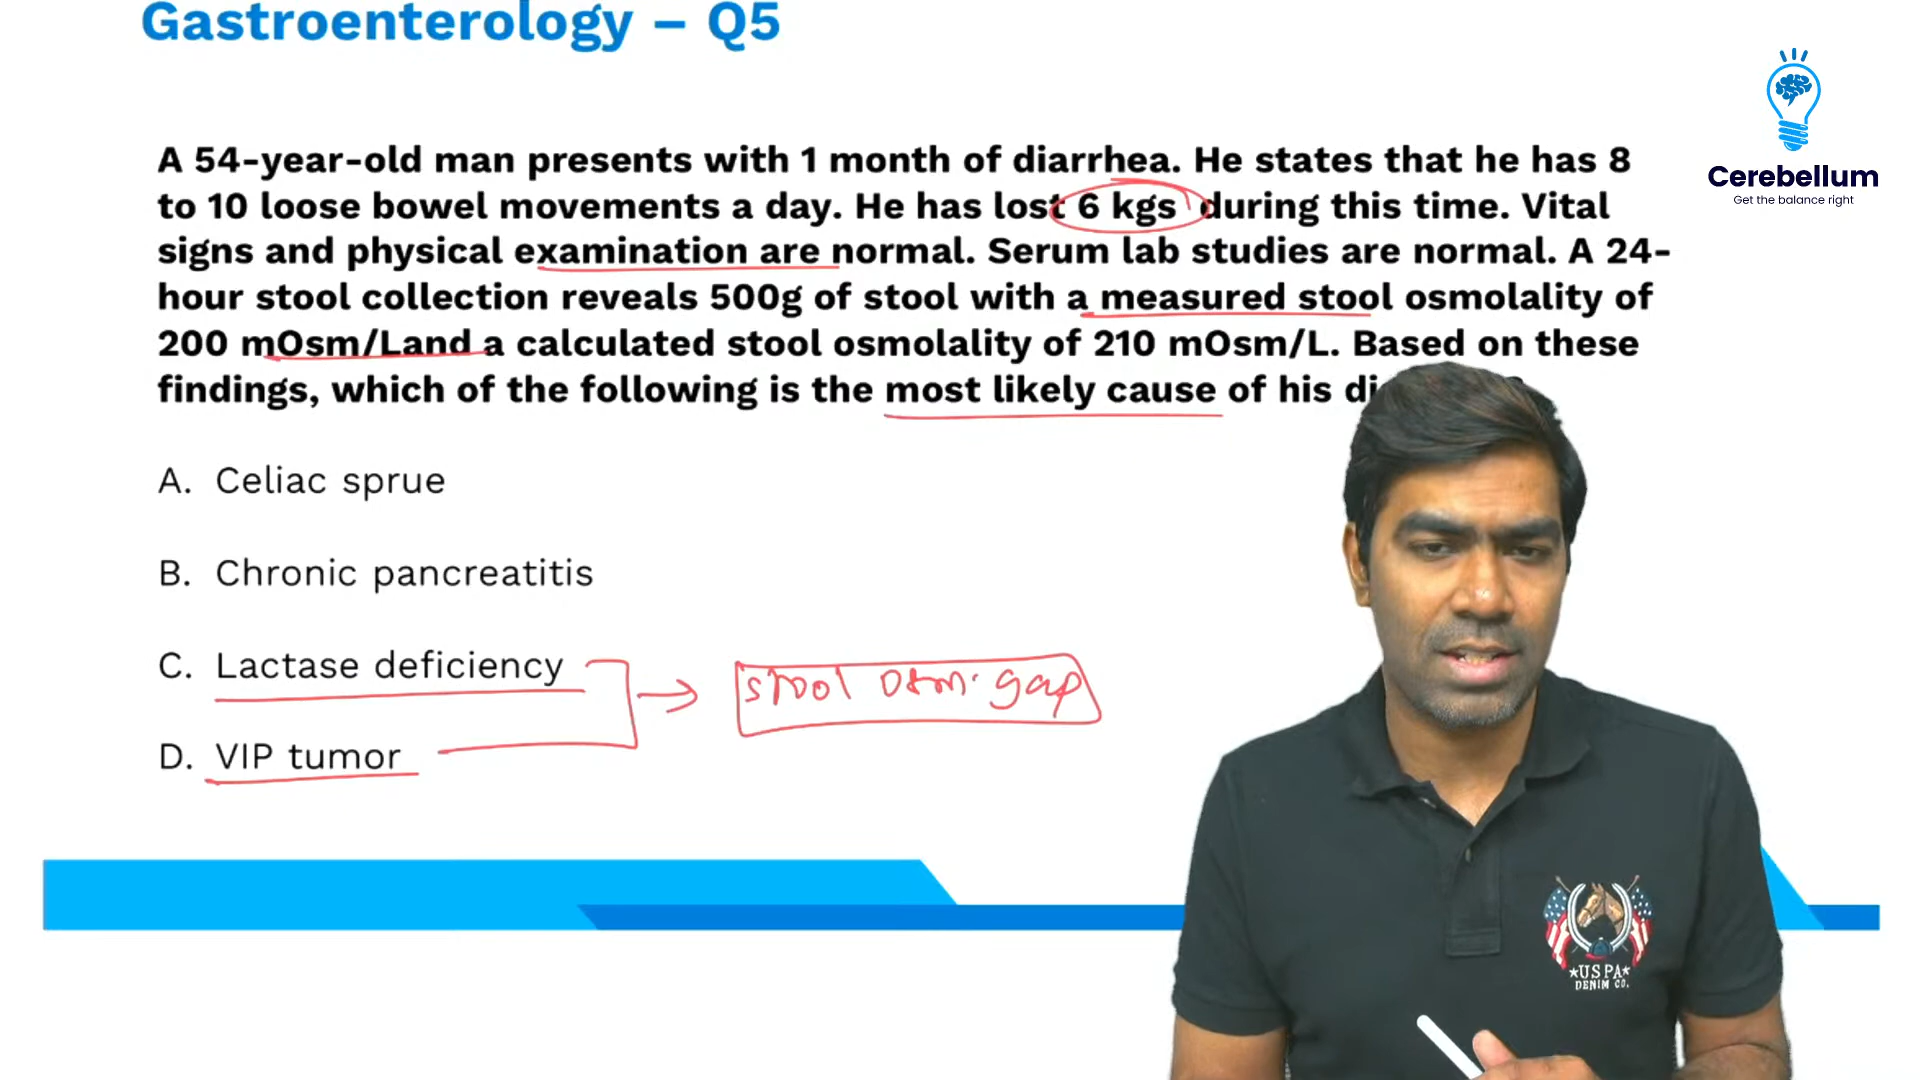 Gastroenterology – Q5
Cerebellum
Get the balance right
A 54-year-old man presents with 1 month of diarrhea. He states that he has 8
to 10 loose bowel movements a day. He has lost 6 kgs during this time. Vital
signs and physical examination are normal. Serum lab studies are normal. A 24-
hour stool collection reveals 500g of stool with a measured stool osmolality of
200 mOsm/Land a calculated stool osmolality of 210 mOsm/L. Based on these
findings, which of the following is the most likely cause of his
A. Celiac sprue
B. Chronic pancreatitis
C. Lactase deficiency
stool osm. gap
D. VIP tumor
USPA
DENIM CO.